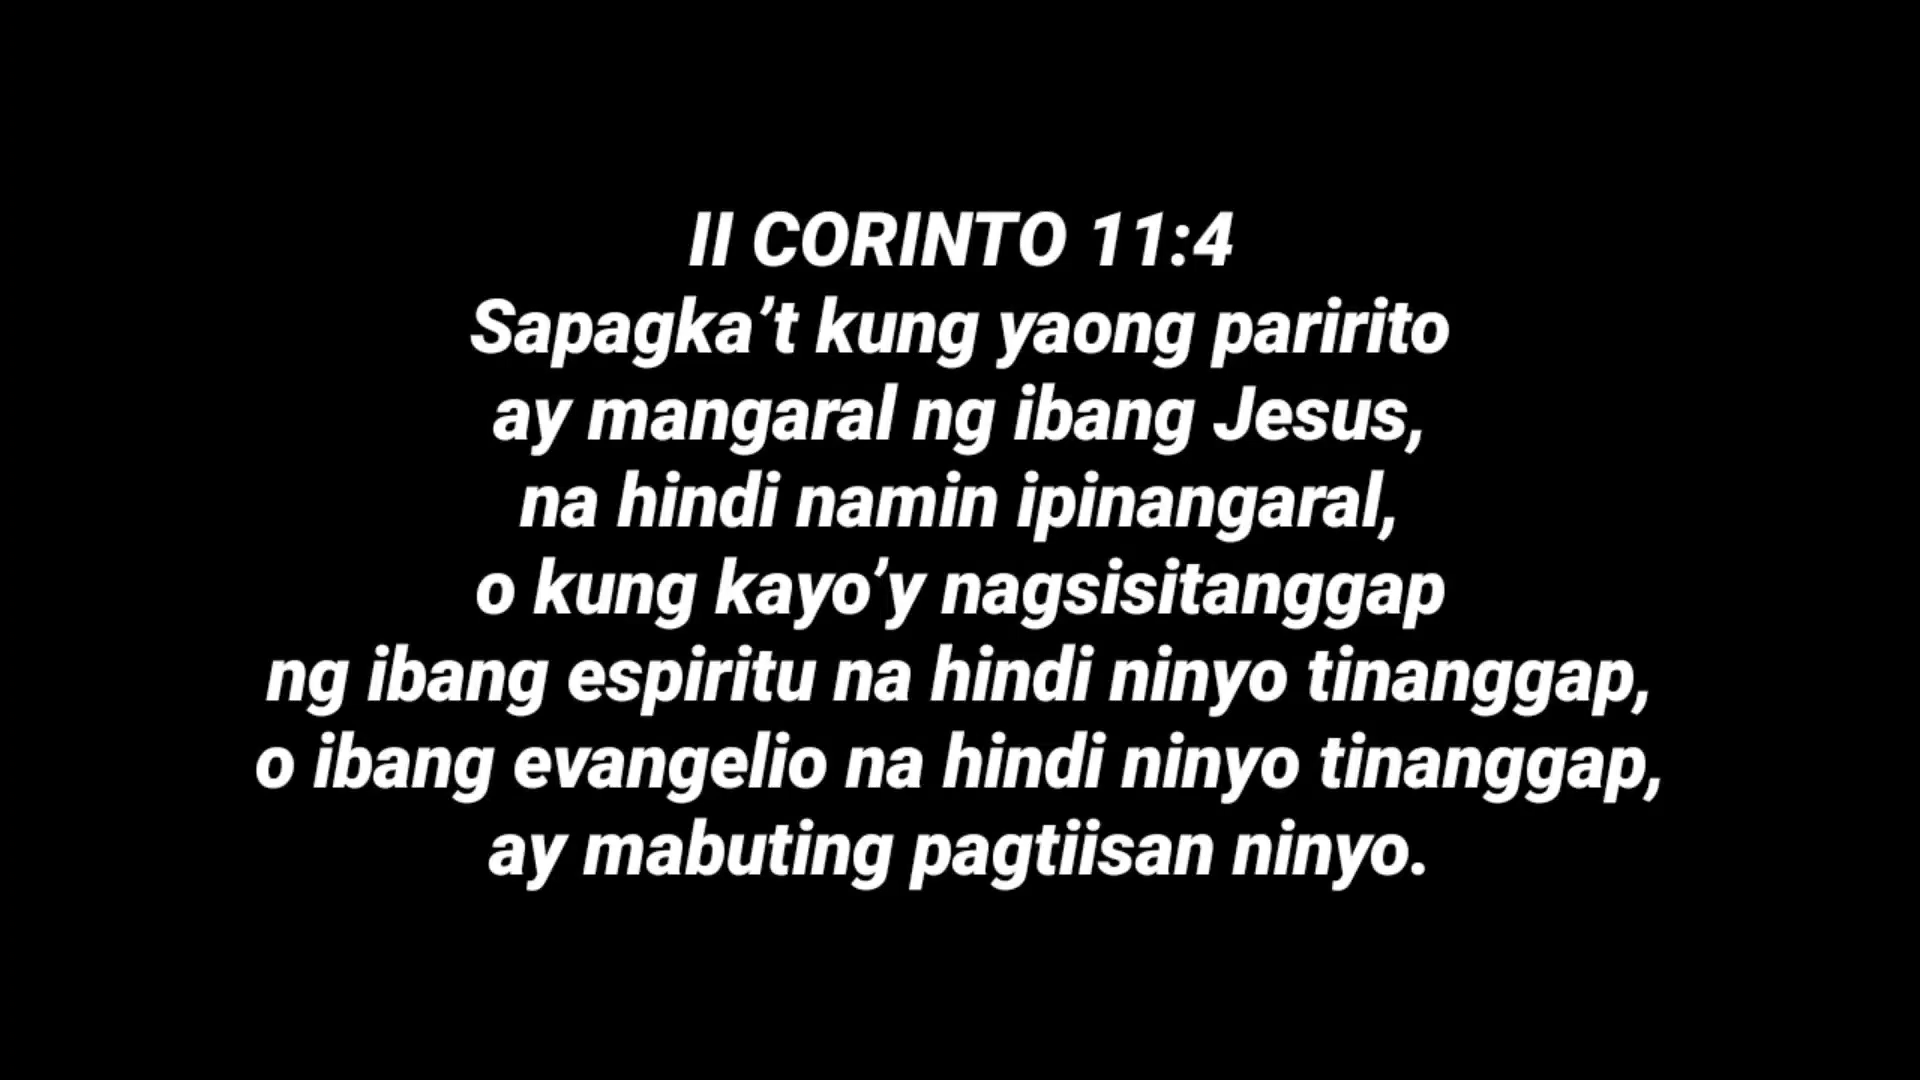 II CORINTO 11:4
Sapagka’t kung yaong paririto
ay mangaral ng ibang Jesus,
na hindi namin ipinangaral,
o kung kayo’y nagsisitanggap
ng ibang espiritu na hindi ninyo tinanggap,
o ibang evangelio na hindi ninyo tinanggap,
ay mabuting pagtiisan ninyo.